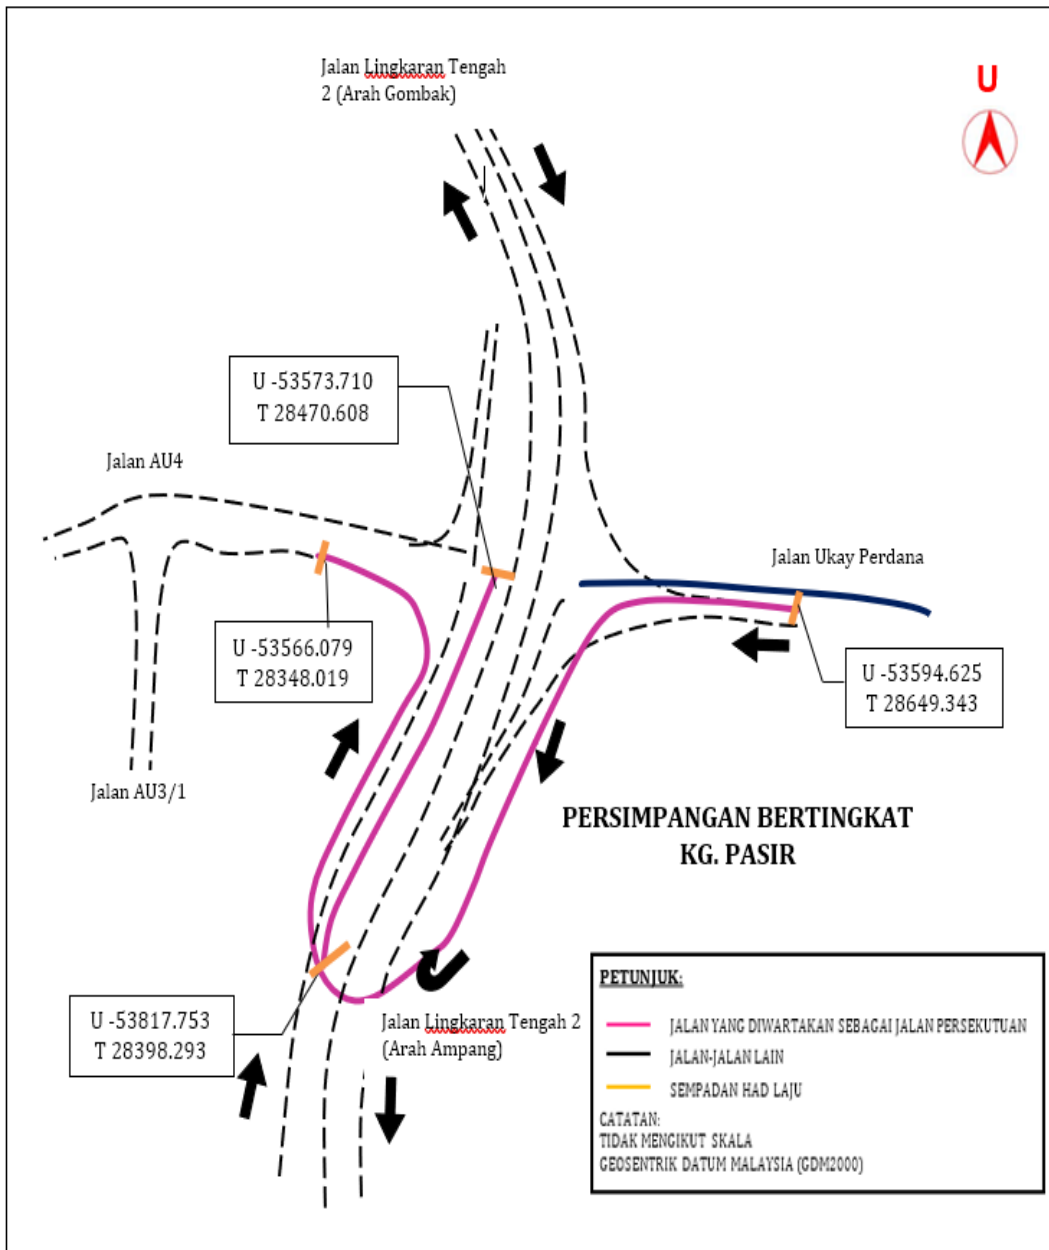 Jalan Lingkaran Tengah
2 (Arah Gombak)
U
U -53573.710
T 28470.608
Jalan AU4
Jalan Ukay Perdana
U -53566.079
T 28348.019
U -53594.625
T 28649.343
Jalan AU3/1
PERSIMPANGAN BERTINGKAT
KG. PASIR
U -53817.753
T 28398.293
Jalan Lingkaran Tengah 2
(Arah Ampang)
PETUNJUK:
JALAN YANG DIWARTAKAN SEBAGAI JALAN PERSEKUTUAN
JALAN-JALAN LAIN
SEMPADAN HAD LAJU
CATATAN:
TIDAK MENGIKUT SKALA
GEOSENTRIK DATUM MALAYSIA (GDM2000)